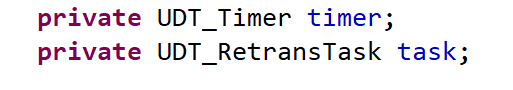 private UDT_Timer timer;
private UDT_RetransTask task;